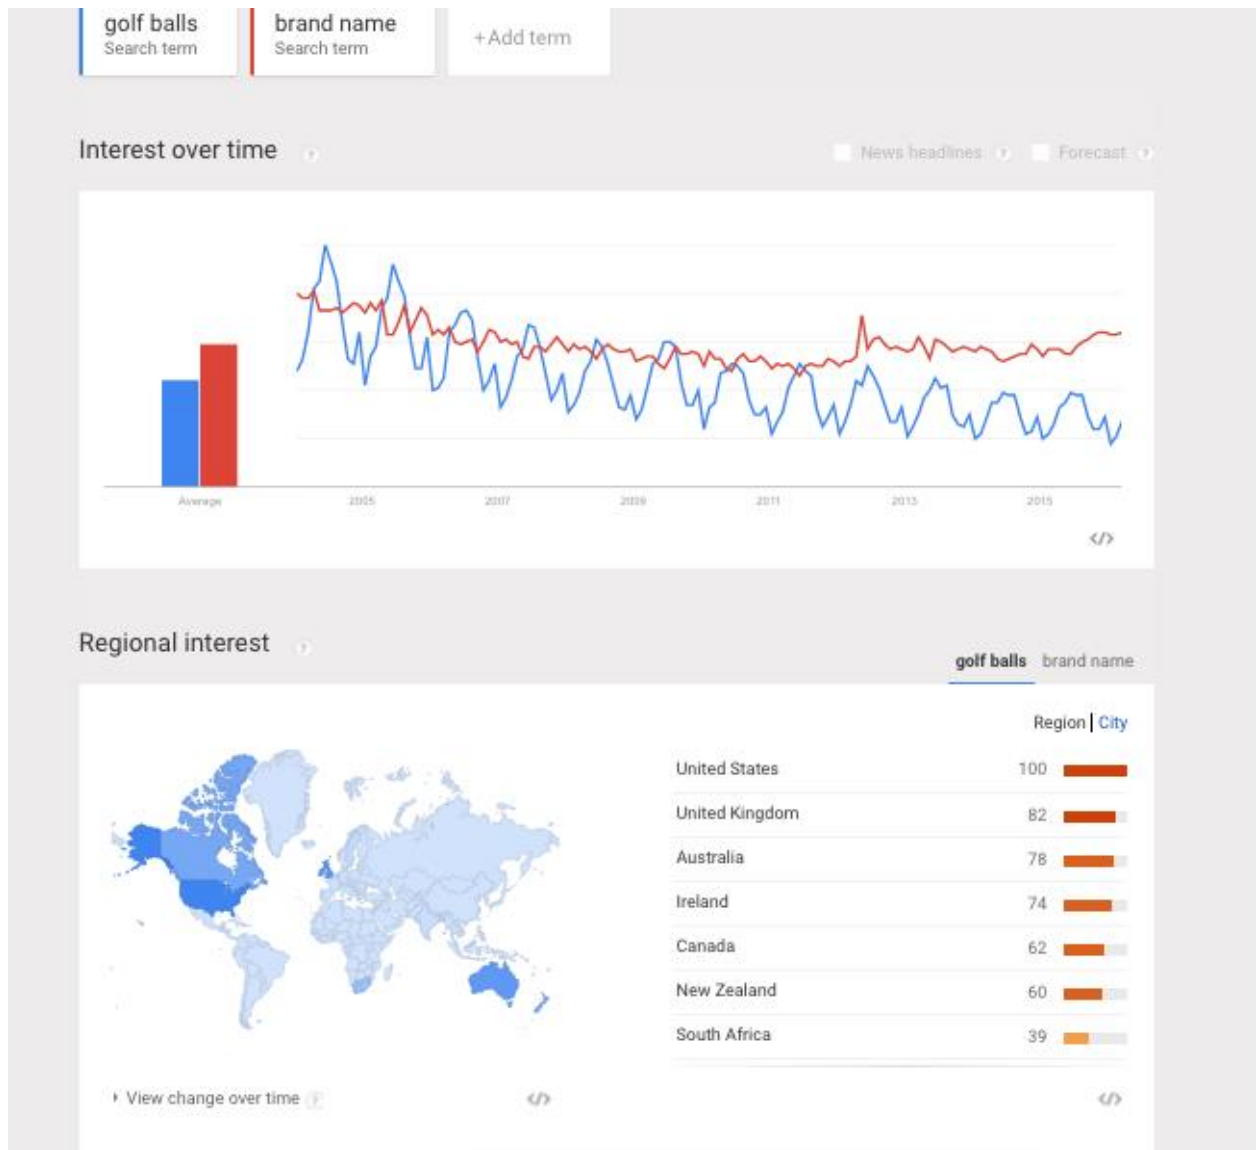 golf balls
Search term
brand name
Search term
+Add term
Interest over time ?
News headlines ? Forecast ?
Average 2005 2007 2009 2011 2013 2015
</>
Regional interest ?
golf balls brand name
Region | City
United States 100
United Kingdom 82
Australia 78
Ireland 74
Canada 62
New Zealand 60
South Africa 39
View change over time ? </> </>